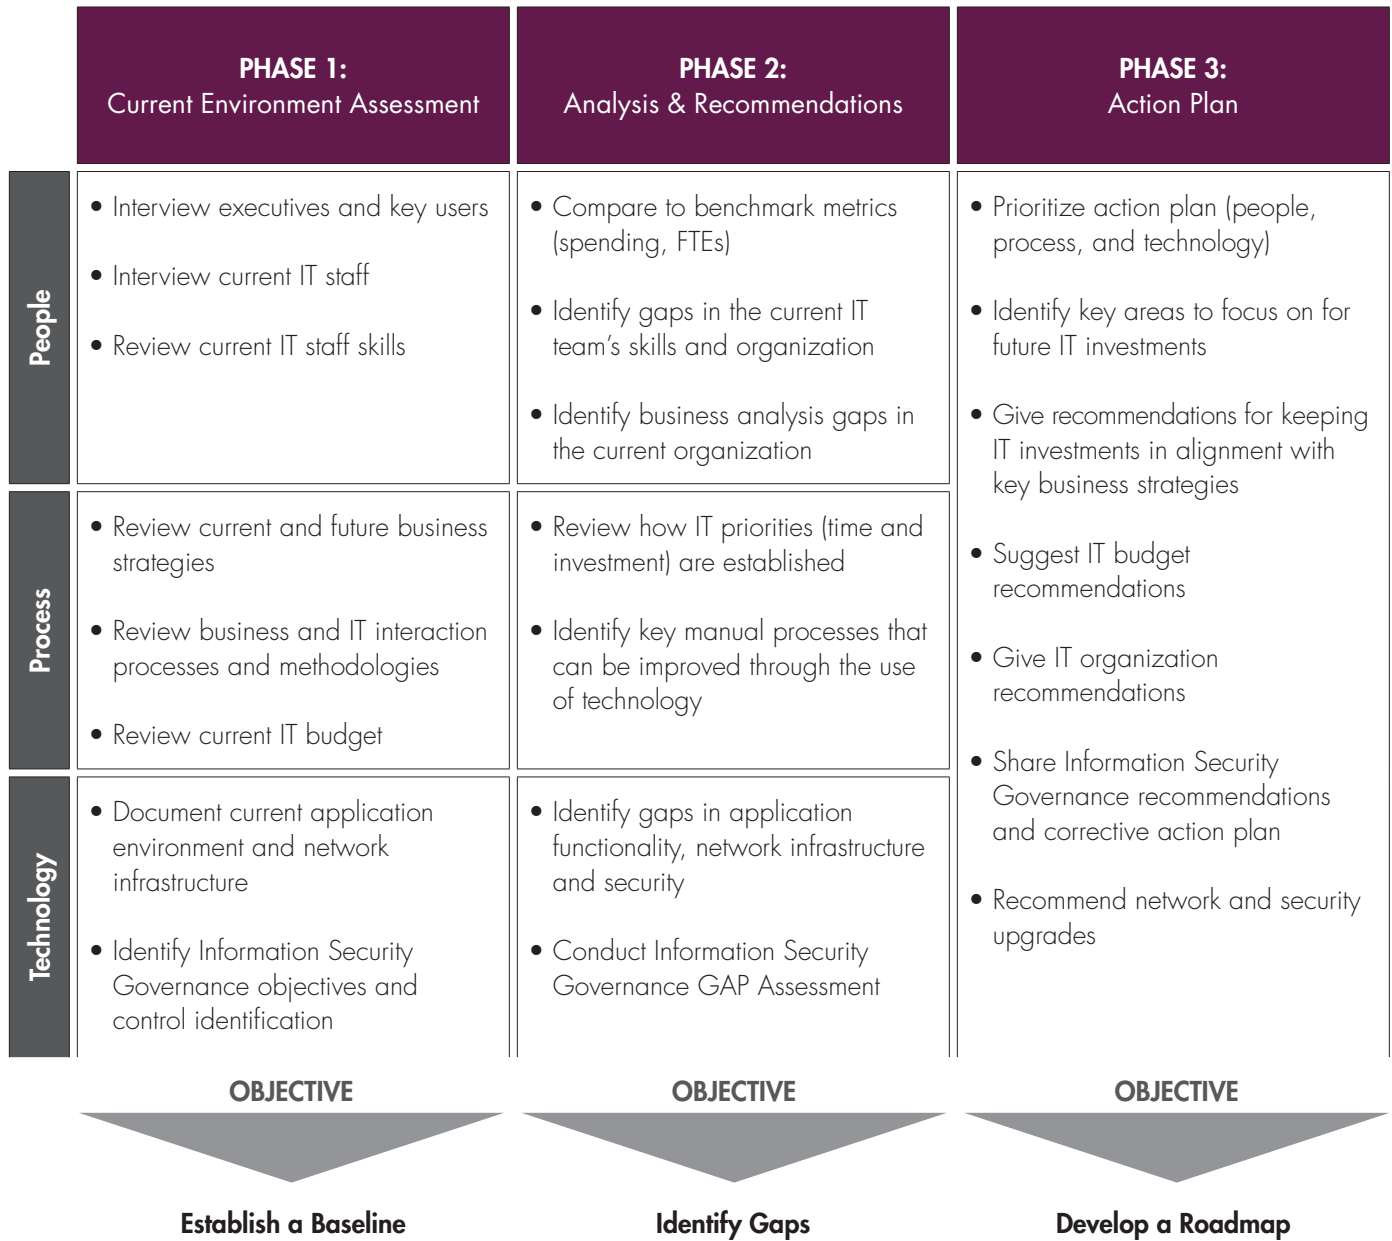 PHASE 1:
Current Environment Assessment
PHASE 2:
Analysis & Recommendations
PHASE 3:
Action Plan
People
• Interview executives and key users
• Interview current IT staff
• Review current IT staff skills
• Compare to benchmark metrics
(spending, FTEs)
• Identify gaps in the current IT
team’s skills and organization
• Identify business analysis gaps in
the current organization
• Prioritize action plan (people,
process, and technology)
• Identify key areas to focus on for
future IT investments
• Give recommendations for keeping
IT investments in alignment with
key business strategies
• Suggest IT budget
recommendations
• Give IT organization
recommendations
• Share Information Security
Governance recommendations
and corrective action plan
• Recommend network and security
upgrades
Process
• Review current and future business
strategies
• Review business and IT interaction
processes and methodologies
• Review current IT budget
• Review how IT priorities (time and
investment) are established
• Identify key manual processes that
can be improved through the use
of technology
Technology
• Document current application
environment and network
infrastructure
• Identify Information Security
Governance objectives and
control identification
• Identify gaps in application
functionality, network infrastructure
and security
• Conduct Information Security
Governance GAP Assessment
OBJECTIVE
OBJECTIVE
OBJECTIVE
Establish a Baseline
Identify Gaps
Develop a Roadmap